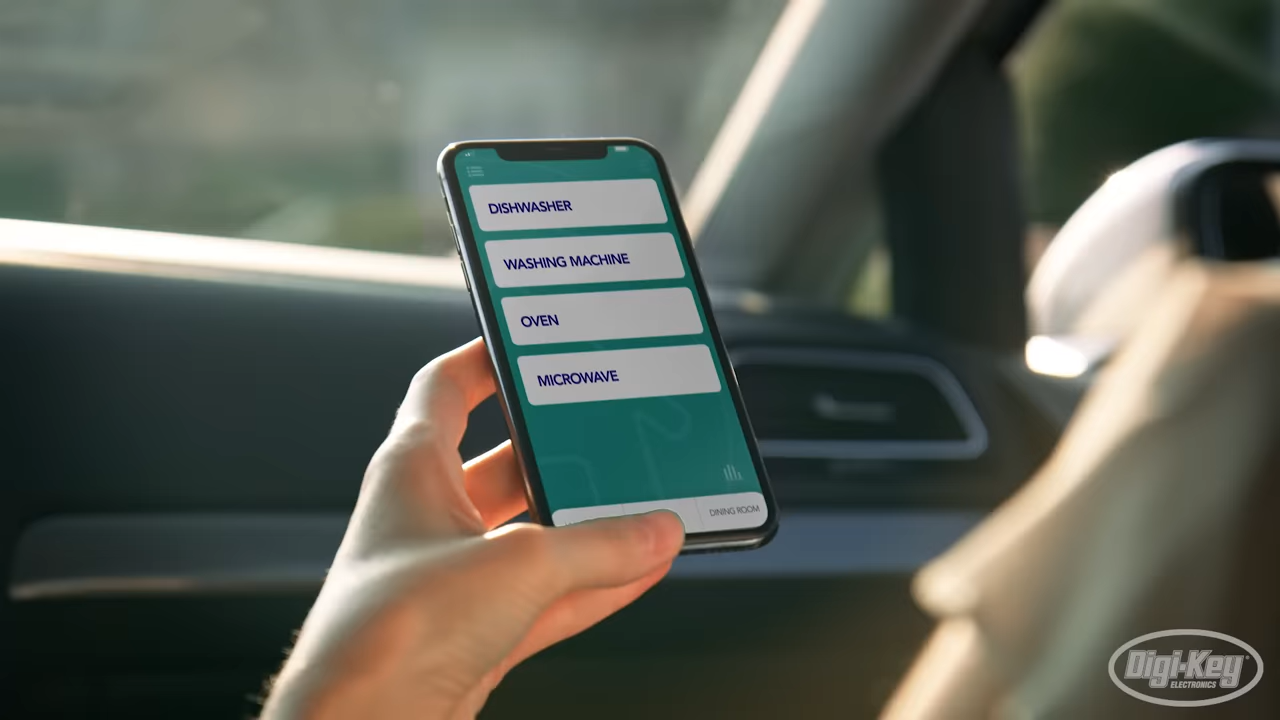 DISHWASHER
WASHING MACHINE
OVEN
MICROWAVE
DINING ROOM
Digi-Key
ELECTRONICS